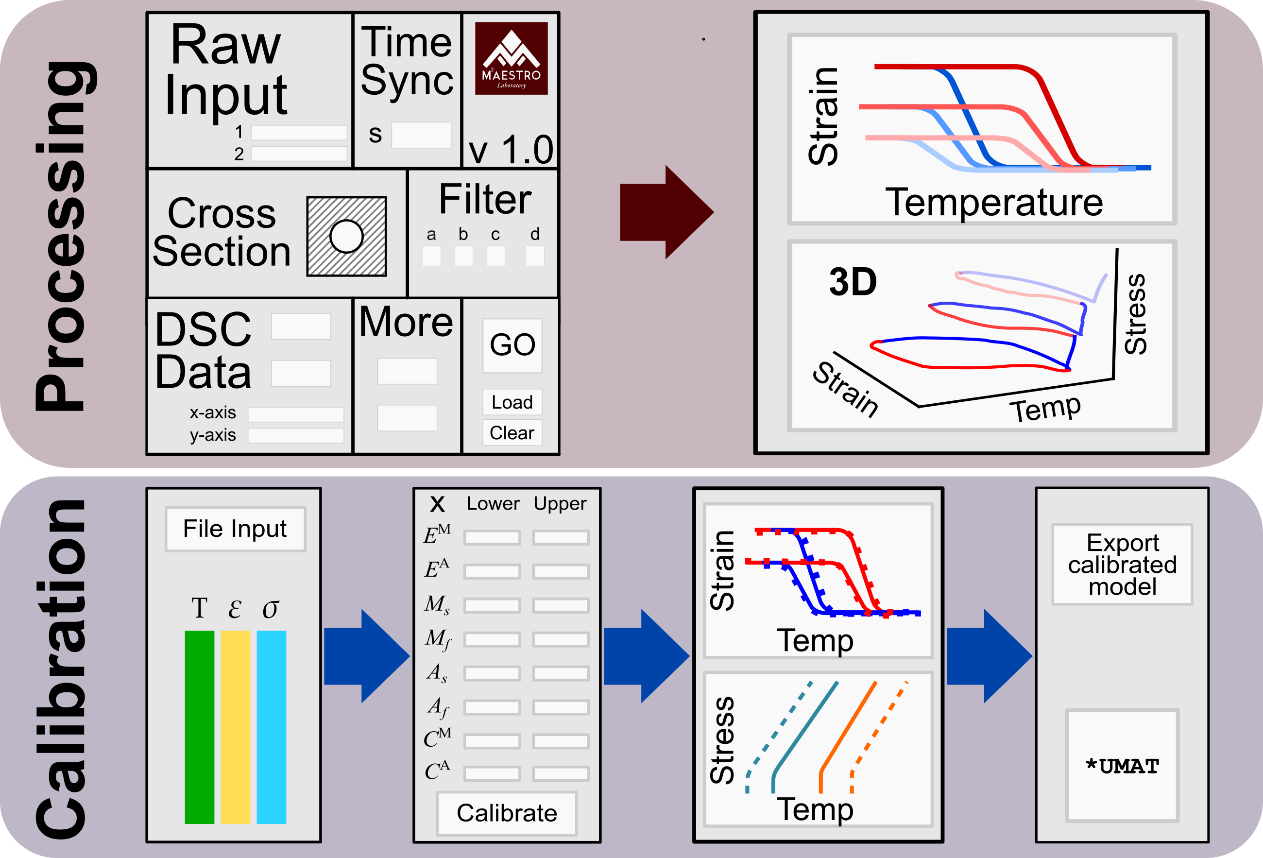 Processing
Raw
Input
1
2
Time
Sync
s
MAESTRO
Laboratory
v 1.0
Cross
Section
Filter
a b c d
DSC
Data
x-axis
y-axis
More
GO
Load
Clear
Strain
Temperature
3D
Stress
Strain
Temp
Calibration
File Input
T ε σ
x Lower Upper
E^M
E^A
M_s
M_f
A_s
A_f
C^M
C^A
Calibrate
Strain
Temp
Stress
Temp
Export
calibrated
model
*UMAT